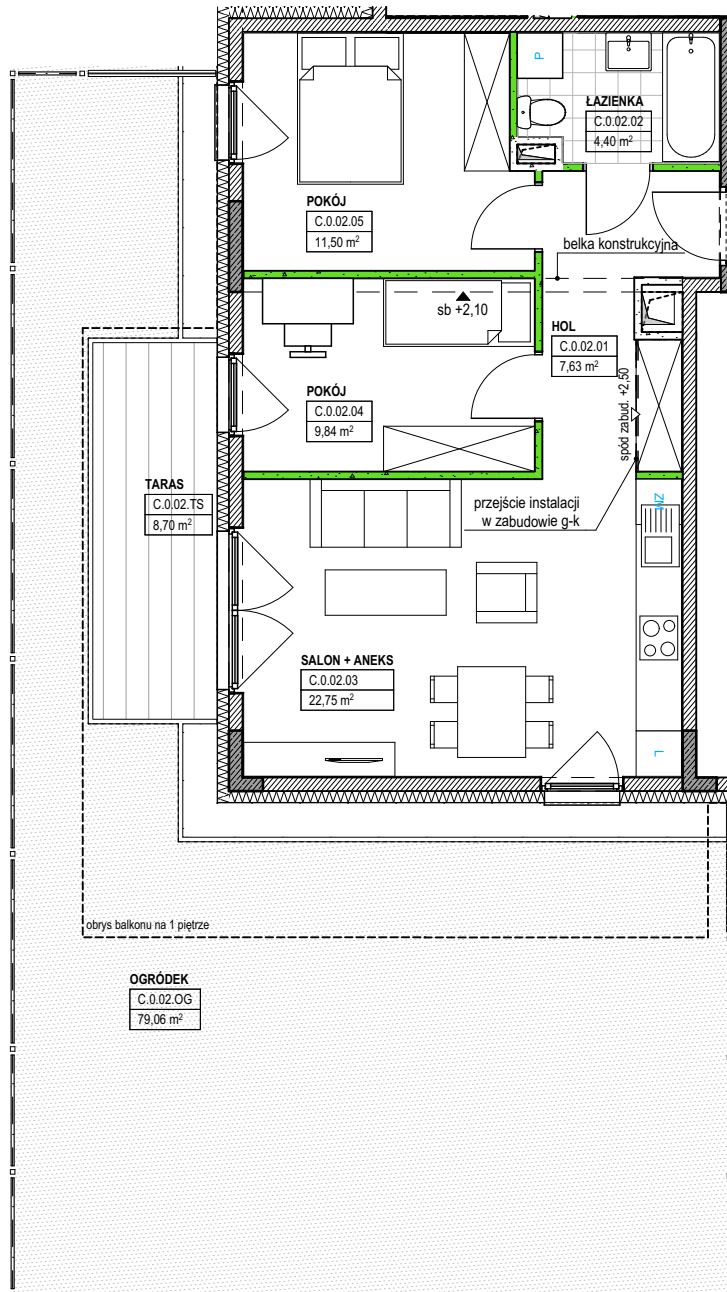 P
ŁAZIENKA
C.0.02.02
4,40 m²
POKÓJ
C.0.02.05
11,50 m²
belka konstrukcyjna
sb +2,10
HOL
C.0.02.01
7,63 m²
POKÓJ
C.0.02.04
9,84 m²
spód zabud. +2,50
TARAS
C.0.02.TS
8,70 m²
przejście instalacji
w zabudowie g-k
ZM
SALON + ANEKS
C.0.02.03
22,75 m²
L
obrys balkonu na 1 piętrze
OGRÓDEK
C.0.02.OG
79,06 m²